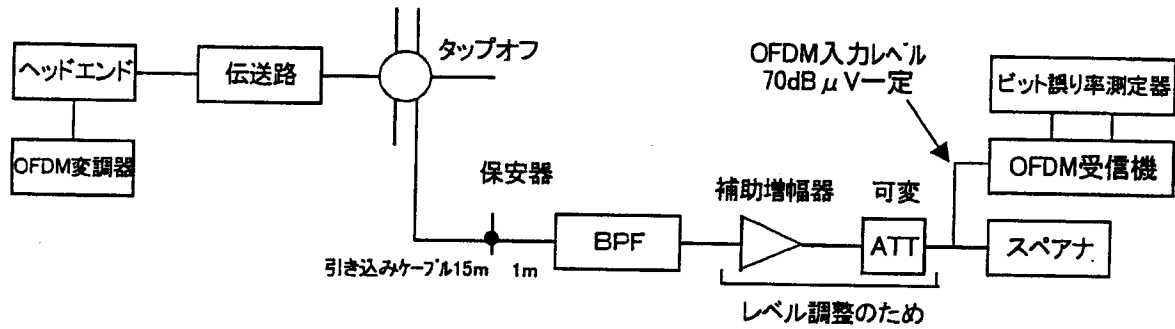 ヘッドエンド
伝送路
タップオフ
OFDM入力レベル
70dBμV一定
ビット誤り率測定器
OFDM変調器
OFDM受信機
保安器
補助増幅器
可変
BPF
ATT
スペアナ
引き込みケーブル15m
1m
レベル調整のため